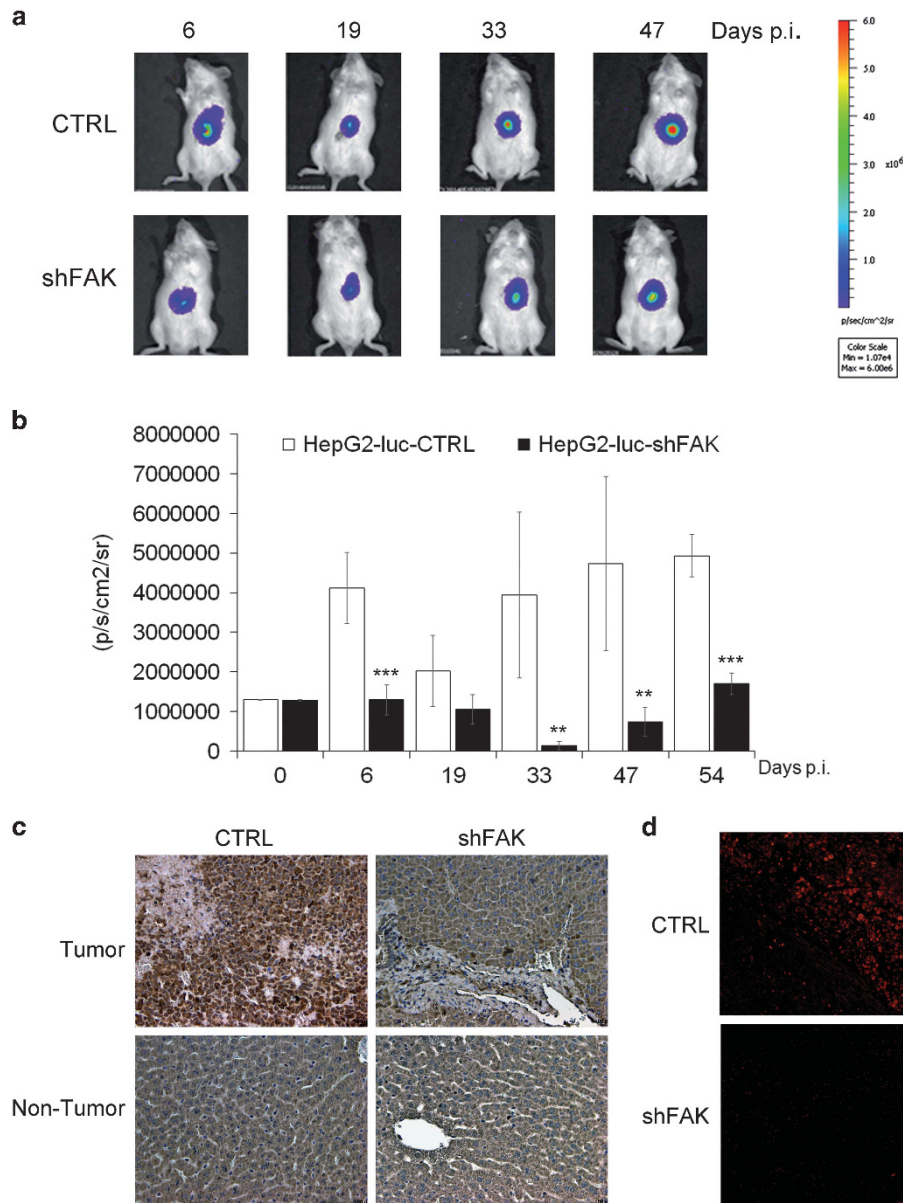 a
6 19 33 47 Days p.i.
CTRL
shFAK
6.0
5.0
4.0
3.0 x10⁶
2.0
1.0
p/sec/cm^2/sr
Color Scale
Min = 1.07e4
Max = 6.00e6
b
(p/s/cm2/sr)
HepG2-luc-CTRL HepG2-luc-shFAK
8000000
7000000
6000000
5000000
4000000
3000000
2000000
1000000
0
*** ** ** ***
0 6 19 33 47 54 Days p.i.
c
CTRL shFAK
Tumor
Non-Tumor
d
CTRL
shFAK